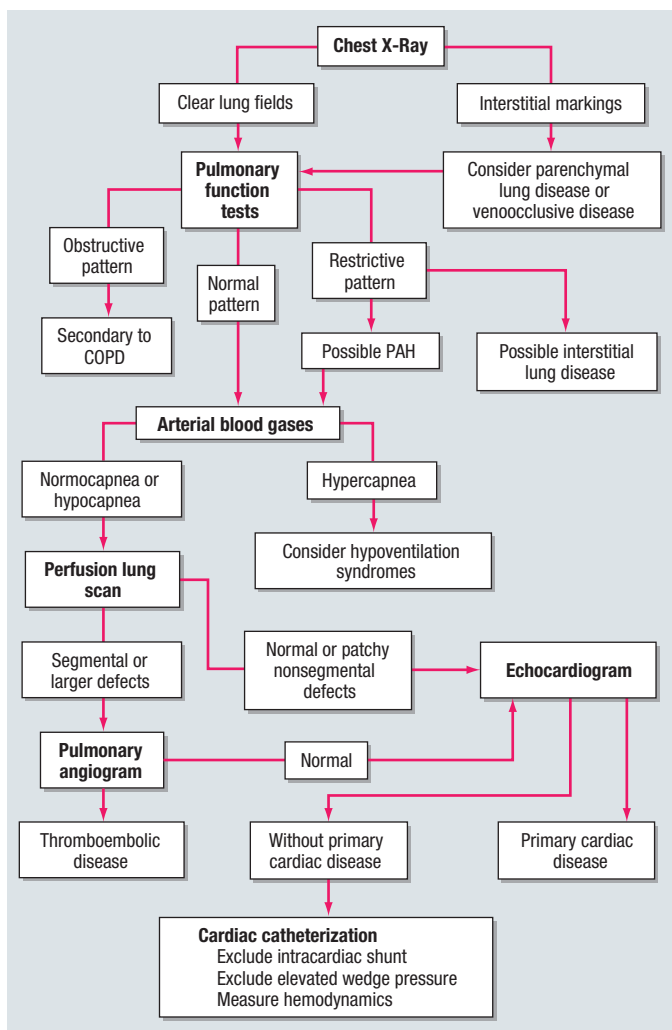 Chest X-Ray
Clear lung fields
Interstitial markings
Pulmonary
function
tests
Consider parenchymal
lung disease or
venoocclusive disease
Obstructive
pattern
Normal
pattern
Restrictive
pattern
Secondary to
COPD
Possible PAH
Possible interstitial
lung disease
Arterial blood gases
Normocapnea or
hypocapnea
Hypercapnea
Consider hypoventilation
syndromes
Perfusion lung
scan
Segmental or
larger defects
Normal or patchy
nonsegmental
defects
Echocardiogram
Pulmonary
angiogram
Normal
Thromboembolic
disease
Without primary
cardiac disease
Primary cardiac
disease
Cardiac catheterization
Exclude intracardiac shunt
Exclude elevated wedge pressure
Measure hemodynamics